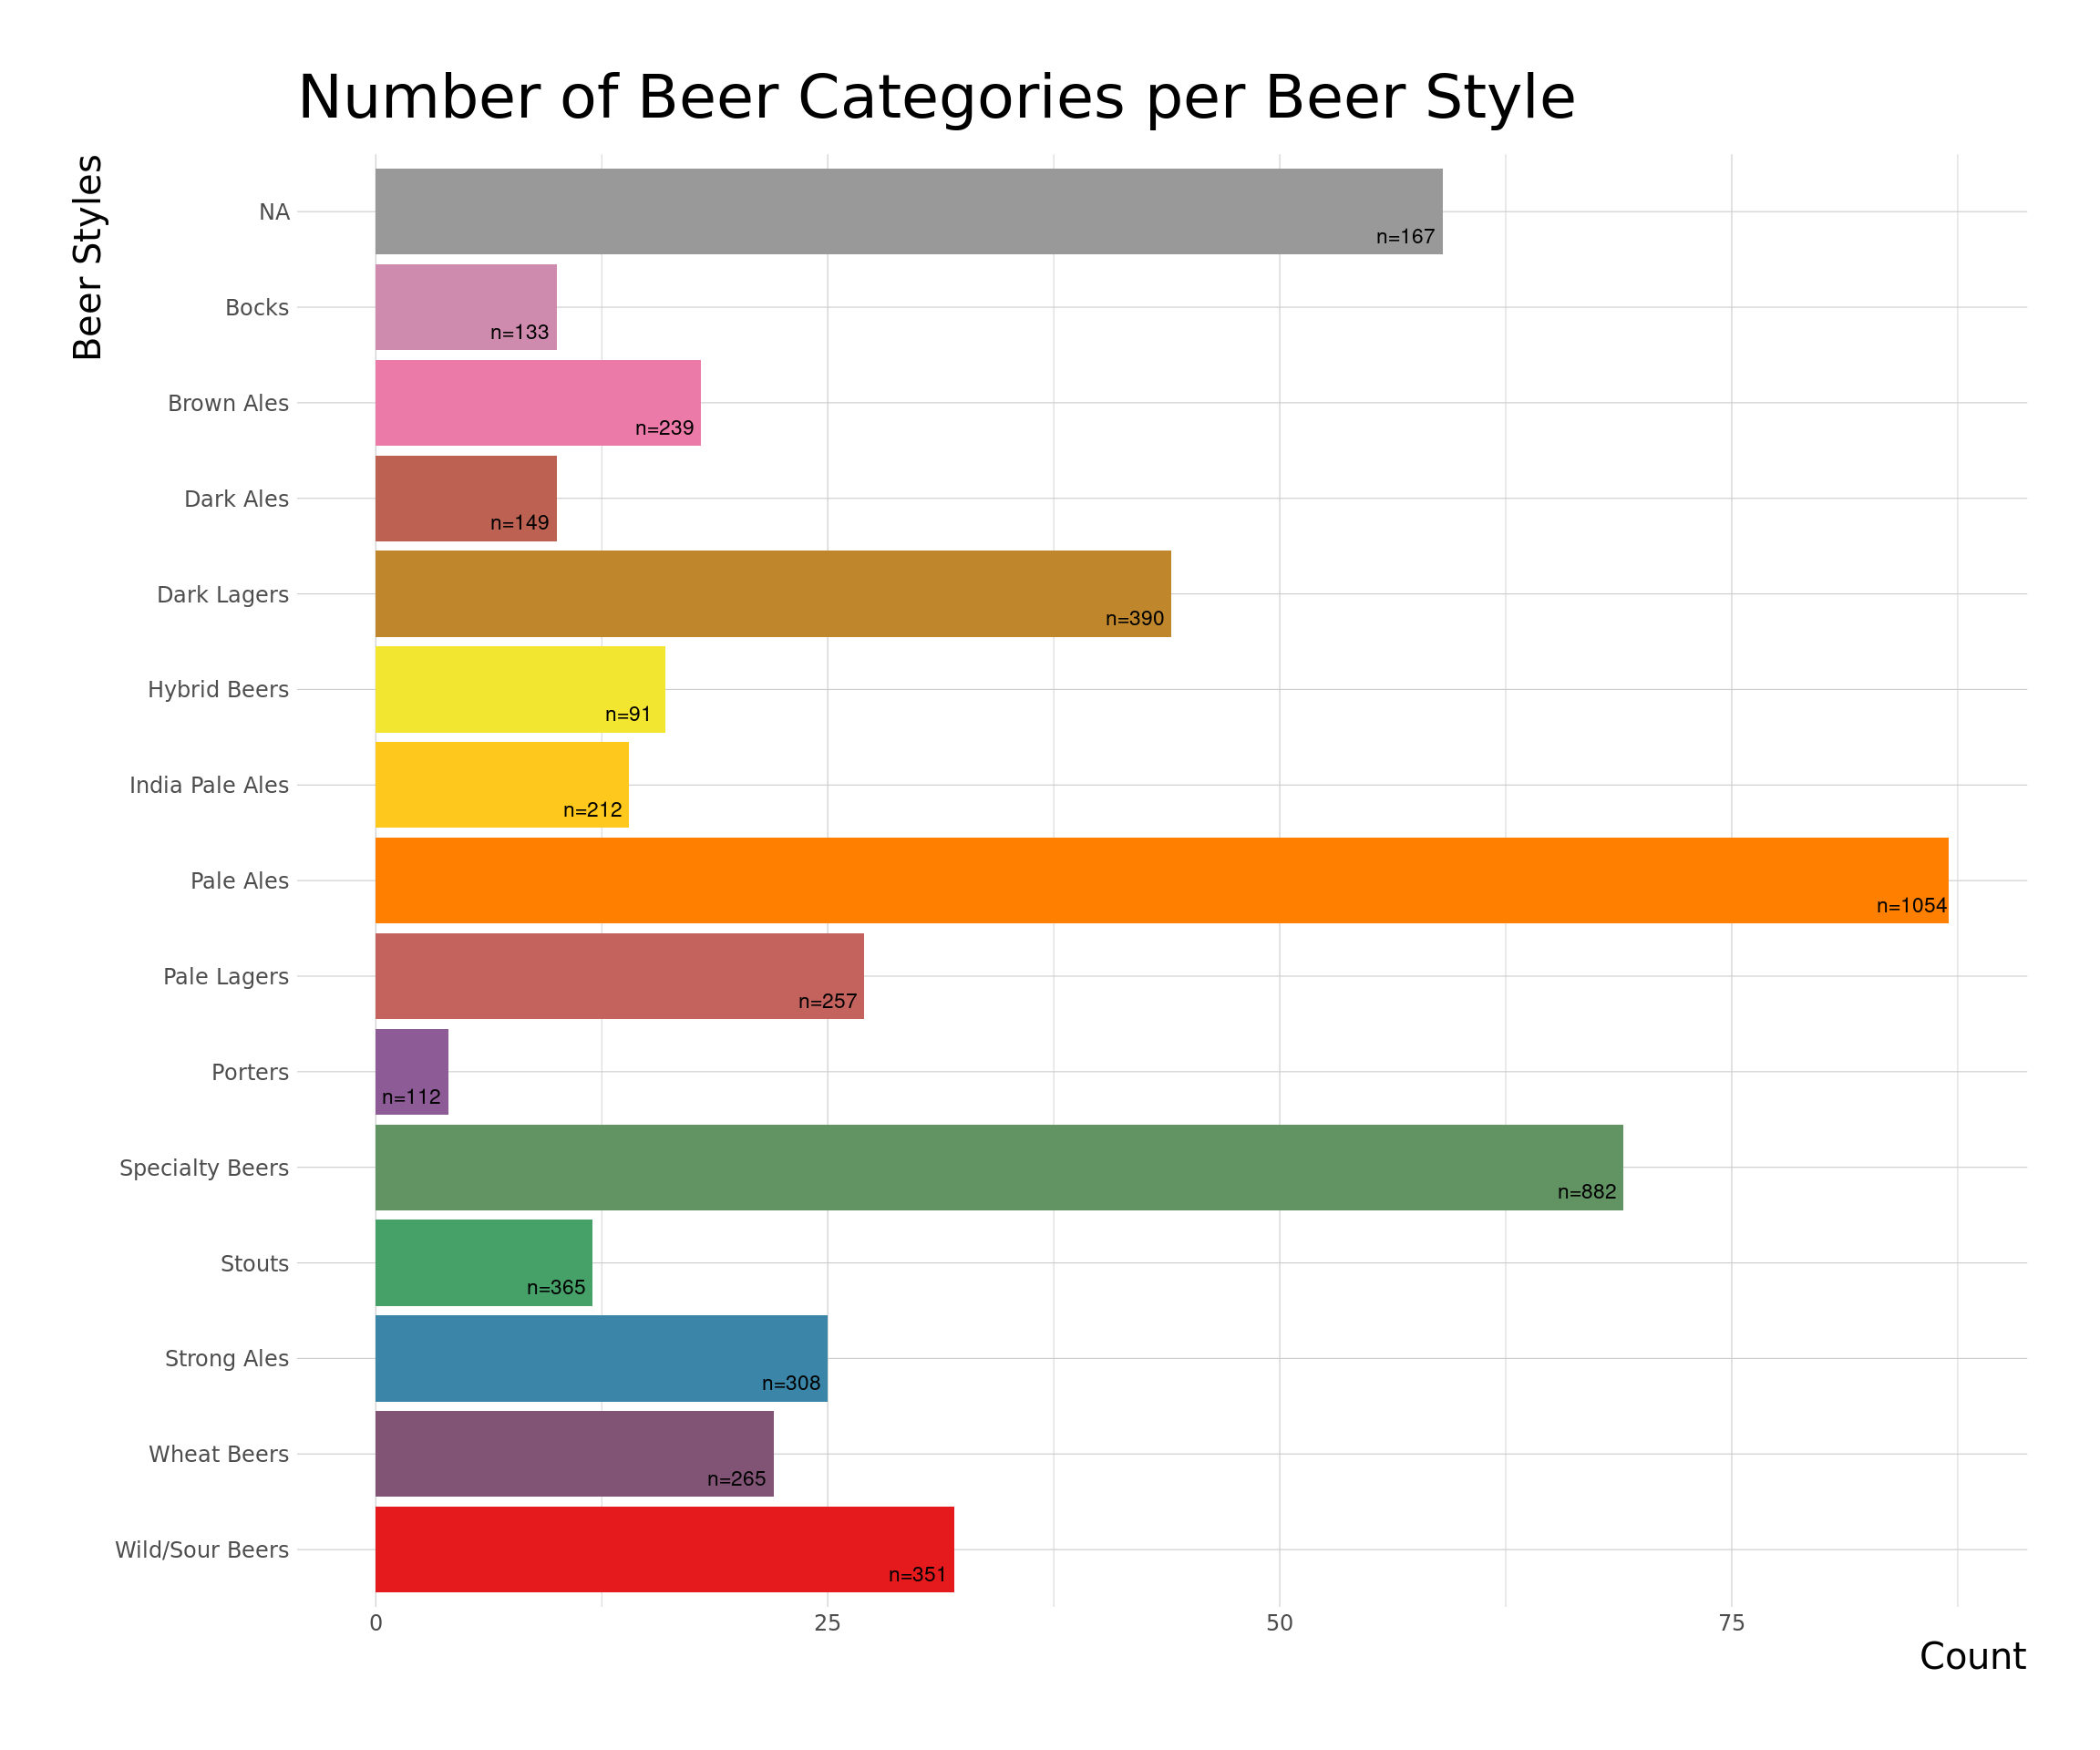 Number of Beer Categories per Beer Style
Beer Styles
NA
n=167
Bocks
n=133
Brown Ales
n=239
Dark Ales
n=149
Dark Lagers
n=390
Hybrid Beers
n=91
India Pale Ales
n=212
Pale Ales
n=1054
Pale Lagers
n=257
Porters
n=112
Specialty Beers
n=882
Stouts
n=365
Strong Ales
n=308
Wheat Beers
n=265
Wild/Sour Beers
n=351
0 25 50 75
Count